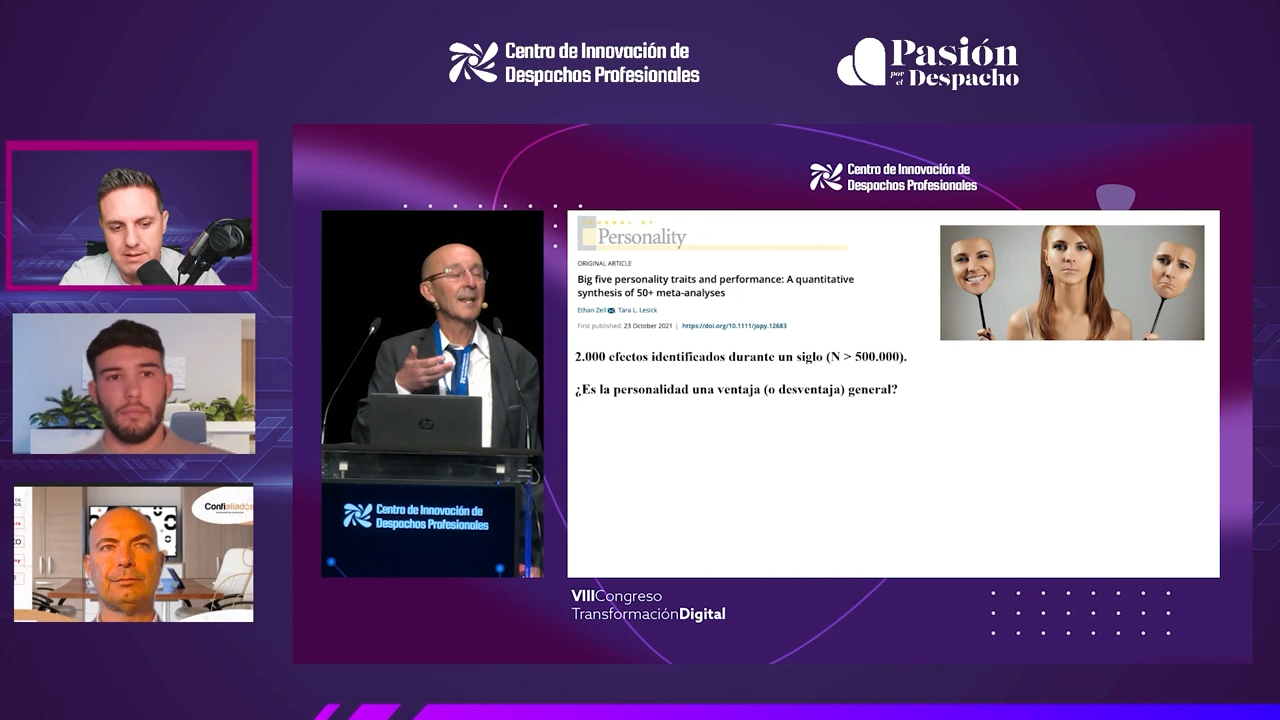 Centro de Innovación de
Despachos Profesionales
Pasión
por el Despacho
Centro de Innovación de
Despachos Profesionales
Personality
ORIGINAL ARTICLE
Big five personality traits and performance: A quantitative
synthesis of 50+ meta-analyses
Ethan Zell, Tara L. Lesick
First published: 23 October 2021 | https://doi.org/10.1111/jopy.12683
2.000 efectos identificados durante un siglo (N > 500.000).
¿Es la personalidad una ventaja (o desventaja) general?
Confialiados
Centro de Innovación de
Despachos Profesionales
VIIICongreso
TransformaciónDigital